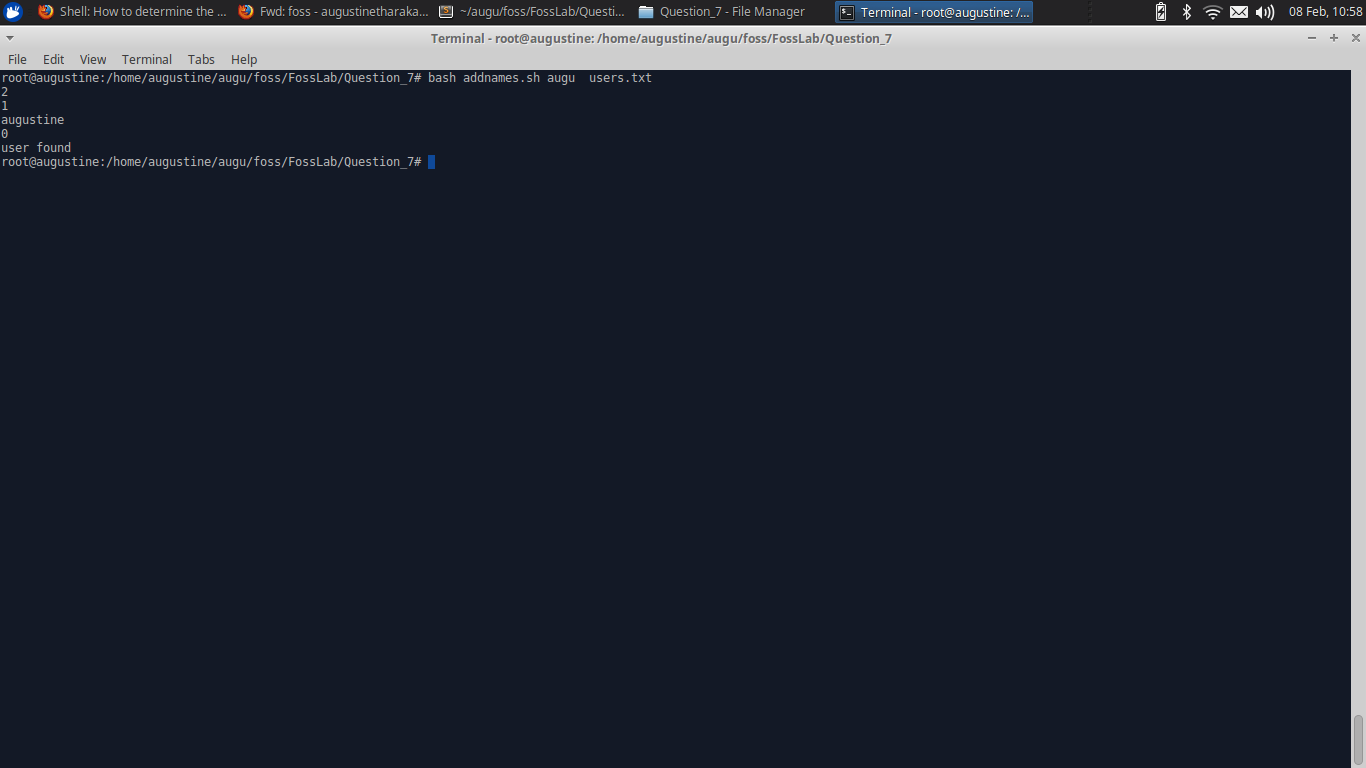 Shell: How to determine the ... Fwd: foss - augustinetharaka... ~/augu/foss/FossLab/Questi... Question_7 - File Manager Terminal - root@augustine: /... 08 Feb, 10:58
Terminal - root@augustine: /home/augustine/augu/foss/FossLab/Question_7
File Edit View Terminal Tabs Help
root@augustine:/home/augustine/augu/foss/FossLab/Question_7# bash addnames.sh augu  users.txt
2
1
augustine
0
user found
root@augustine:/home/augustine/augu/foss/FossLab/Question_7#